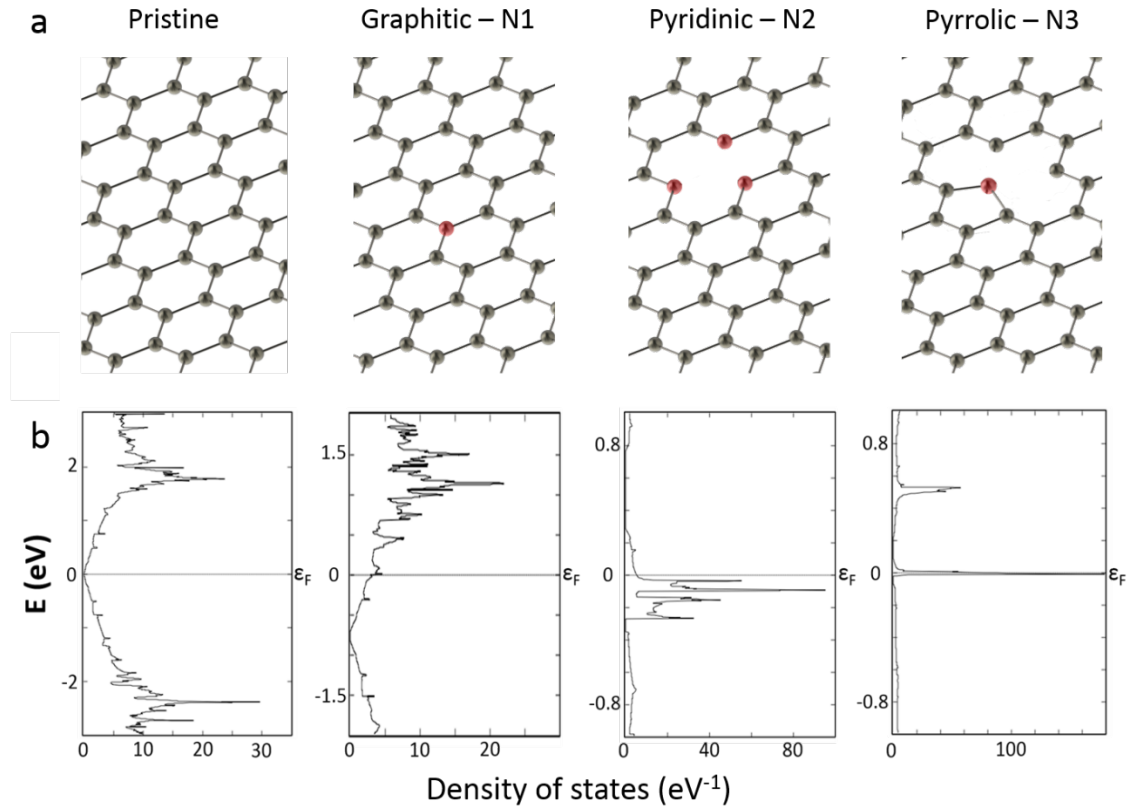 a
Pristine
Graphitic – N1
Pyridinic – N2
Pyrrolic – N3
b
E (eV)
2
0
-2
0
10
20
30
εF
1.5
0
-1.5
0
10
20
εF
0.8
0
-0.8
0
40
80
εF
0.8
0
-0.8
0
100
εF
Density of states (eV-1)